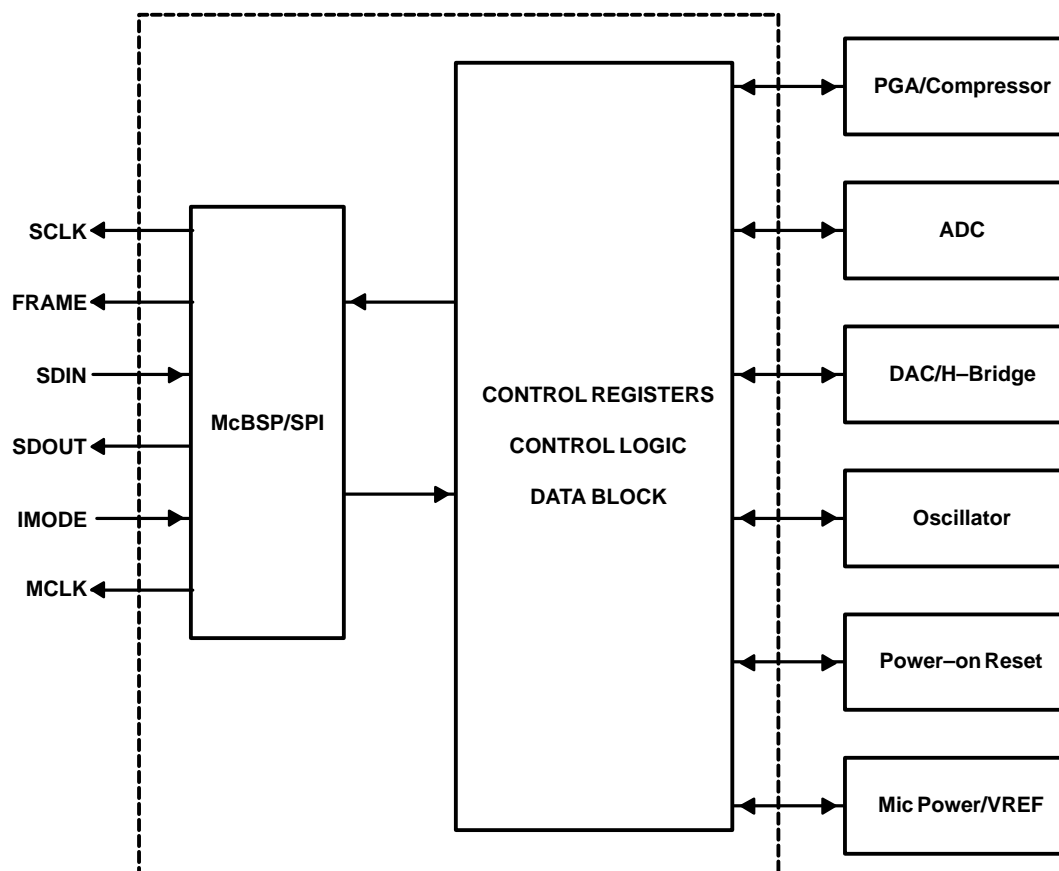 SCLK
FRAME
SDIN
SDOUT
IMODE
MCLK
McBSP/SPI
CONTROL REGISTERS
CONTROL LOGIC
DATA BLOCK
PGA/Compressor
ADC
DAC/H–Bridge
Oscillator
Power–on Reset
Mic Power/VREF